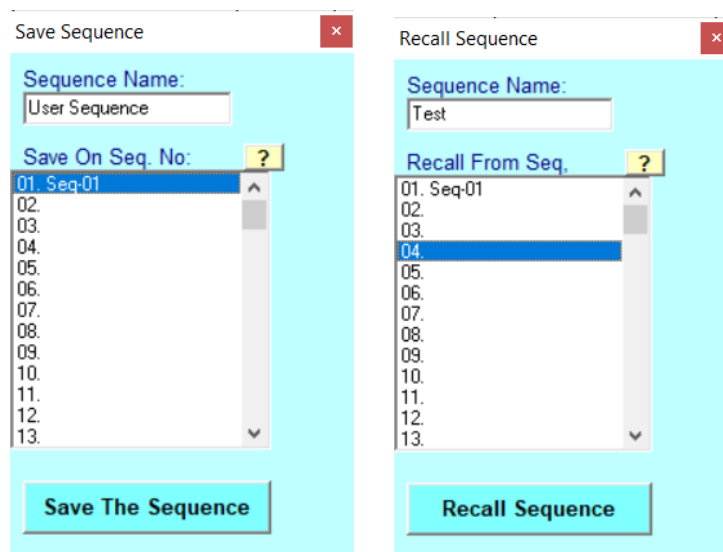 Save Sequence
×
Sequence Name:
User Sequence
Save On Seq. No:
?
01. Seq-01
02.
03.
04.
05.
06.
07.
08.
09.
10.
11.
12.
13.
Save The Sequence
Recall Sequence
×
Sequence Name:
Test
Recall From Seq,
?
01. Seq-01
02.
03.
04.
05.
06.
07.
08.
09.
10.
11.
12.
13.
Recall Sequence